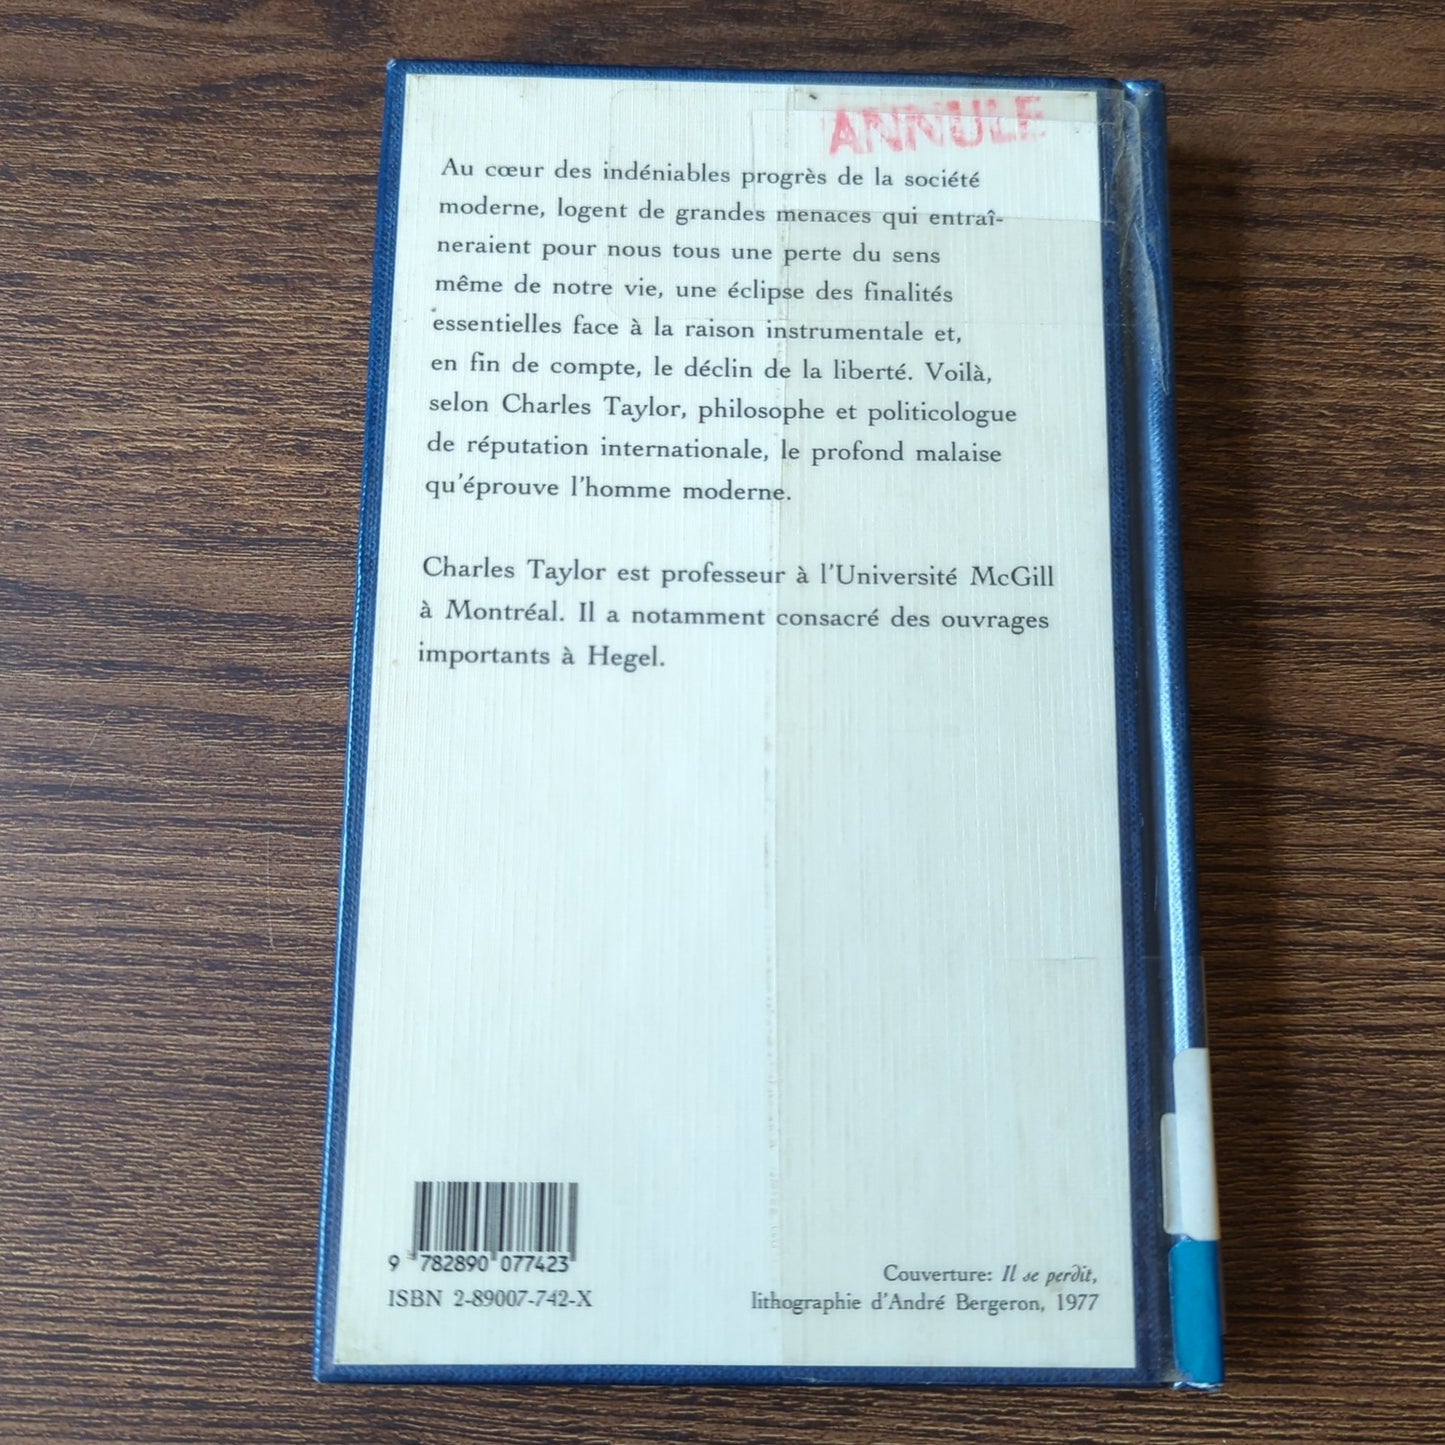 ANNULE
Au cœur des indéniables progrès de la société
moderne, logent de grandes menaces qui entraî-
neraient pour nous tous une perte du sens
même de notre vie, une éclipse des finalités
essentielles face à la raison instrumentale et,
en fin de compte, le déclin de la liberté. Voilà,
selon Charles Taylor, philosophe et politicologue
de réputation internationale, le profond malaise
qu'éprouve l'homme moderne.
Charles Taylor est professeur à l'Université McGill
à Montréal. Il a notamment consacré des ouvrages
importants à Hegel.
9 782890 077423
ISBN 2-89007-742-X
Couverture: Il se perdit,
lithographie d'André Bergeron, 1977